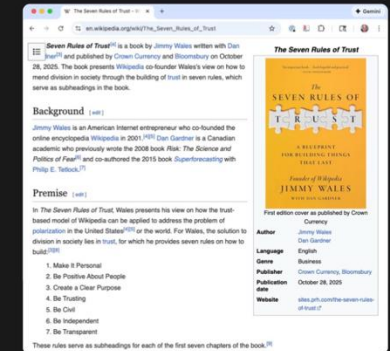 The Seven Rules of Trust
Gemini
en.wikipedia.org/wiki/The_Seven_Rules_of_Trust
Seven Rules of Trust[a] is a book by Jimmy Wales written with Dan
and published by Crown Currency and Bloomsbury on October
28, 2025. The book presents Wikipedia co-founder Wales's view on how to
mend division in society through the building of trust in seven rules, which
serve as subheadings in the book.
Background [edit]
Jimmy Wales is an American Internet entrepreneur who co-founded the
online encyclopedia Wikipedia in 2001. Dan Gardner is a Canadian
academic who previously wrote the 2008 book Risk: The Science and
Politics of Fear and co-authored the 2015 book Superforecasting with
Philip E. Tetlock.
Premise [edit]
In The Seven Rules of Trust, Wales presents his view on how the trust-
based model of Wikipedia can be applied to address the problem of
polarization in the United States or the world. For Wales, the solution to
division in society lies in trust, for which he provides seven rules on how to
build:
1. Make It Personal
2. Be Positive About People
3. Create a Clear Purpose
4. Be Trusting
5. Be Civil
6. Be Independent
7. Be Transparent
These rules serve as subheadings for each of the first seven chapters of the book.
The Seven Rules of Trust
The
SEVEN RULES OF
TRUST
A BLUEPRINT
FOR BUILDING THINGS
THAT LAST
Founder of Wikipedia
JIMMY WALES
WITH DAN GARDNER
First edition cover as published by Crown
Currency
Author Jimmy Wales
Dan Gardner
Language English
Genre Business
Publisher Crown Currency, Bloomsbury
Publication October 28, 2025
date
Website sites.prh.com/the-seven-rules-
of-trust